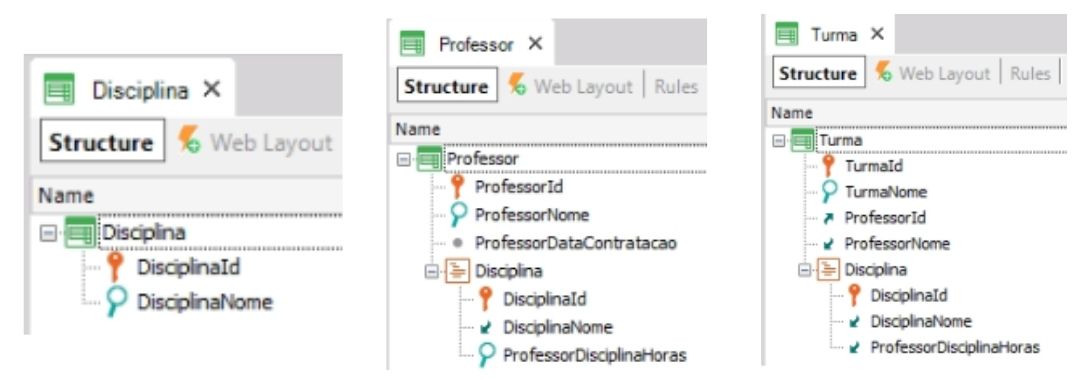 Disciplina
Structure Web Layout
Name
Disciplina
DisciplinaId
DisciplinaNome
Professor
Structure Web Layout Rules
Name
Professor
ProfessorId
ProfessorNome
ProfessorDataContratacao
Disciplina
DisciplinaId
DisciplinaNome
ProfessorDisciplinaHoras
Turma
Structure Web Layout Rules
Name
Turma
TurmaId
TurmaNome
ProfessorId
ProfessorNome
Disciplina
DisciplinaId
DisciplinaNome
ProfessorDisciplinaHoras